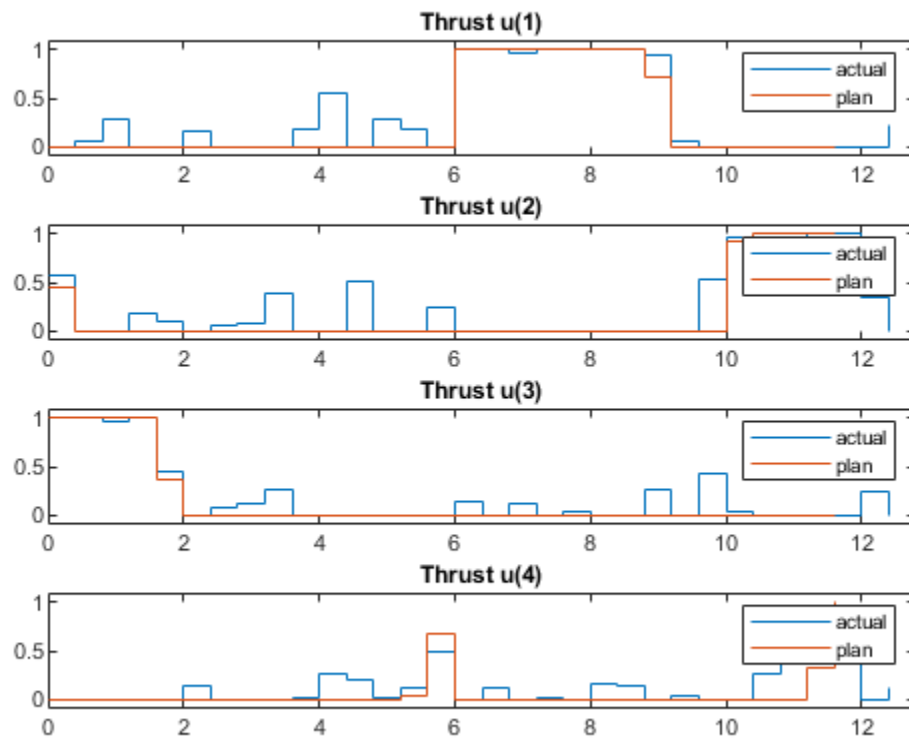 Thrust u(1)
1
0.5
0
actual
plan
0 2 4 6 8 10 12
Thrust u(2)
1
0.5
0
actual
plan
0 2 4 6 8 10 12
Thrust u(3)
1
0.5
0
actual
plan
0 2 4 6 8 10 12
Thrust u(4)
1
0.5
0
actual
plan
0 2 4 6 8 10 12